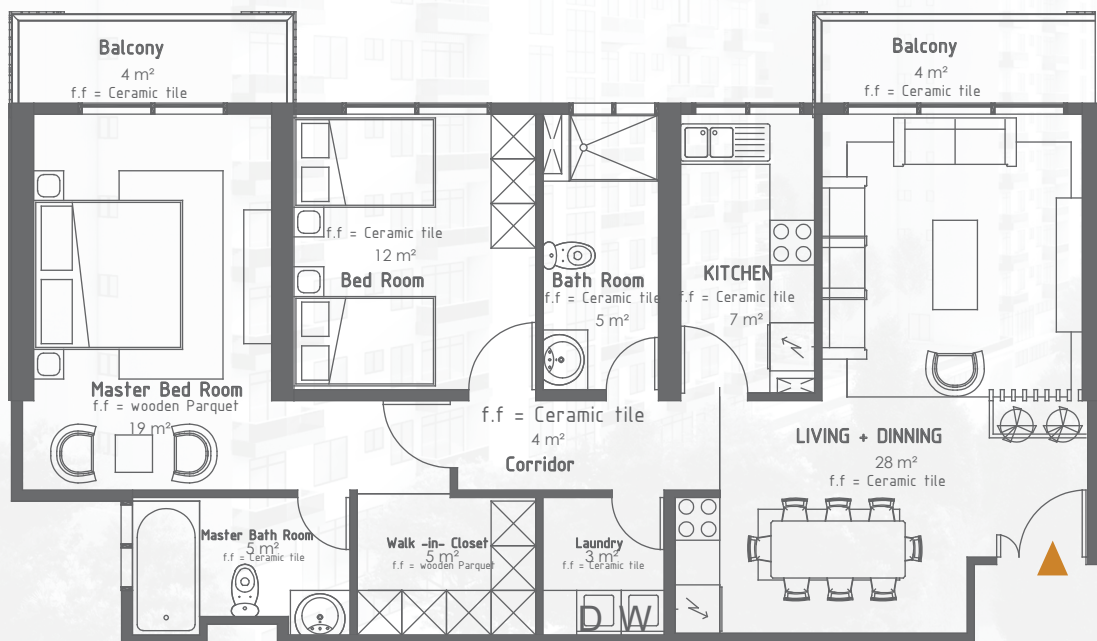 Balcony
4 m²
f.f = Ceramic tile
Balcony
4 m²
f.f = Ceramic tile
f.f = Ceramic tile
12 m²
Bed Room
Bath Room
f.f = Ceramic tile
5 m²
KITCHEN
f.f = Ceramic tile
7 m²
Master Bed Room
f.f = wooden Parquet
19 m²
f.f = Ceramic tile
4 m²
Corridor
LIVING + DINNING
28 m²
f.f = Ceramic tile
Master Bath Room
5 m²
f.f = Ceramic tile
Walk -in- Closet
5 m²
f.f = wooden Parquet
Laundry
3 m²
f.f = Ceramic tile
D W